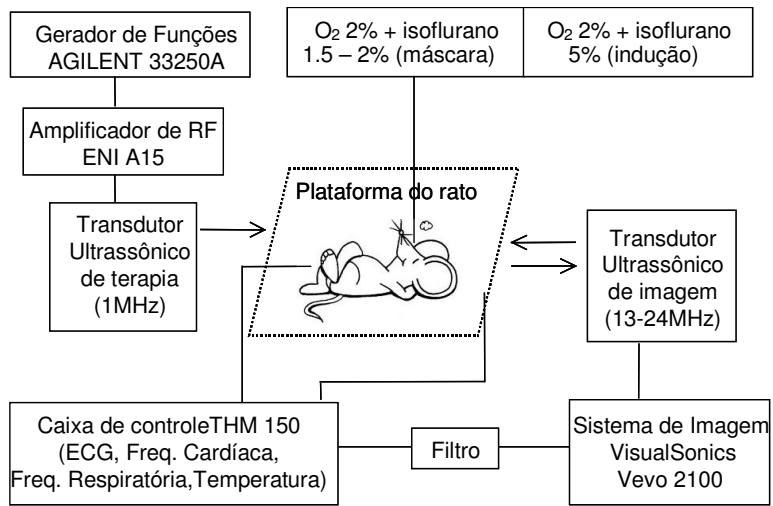 Gerador de Funções
AGILENT 33250A
O₂ 2% + isoflurano
1.5 – 2% (máscara)
O₂ 2% + isoflurano
5% (indução)
Amplificador de RF
ENI A15
Plataforma do rato
Transdutor
Ultrassônico
de terapia
(1MHz)
Transdutor
Ultrassônico
de imagem
(13-24MHz)
Caixa de controleTHM 150
(ECG, Freq. Cardíaca,
Freq. Respiratória,Temperatura)
Filtro
Sistema de Imagem
VisualSonics
Vevo 2100